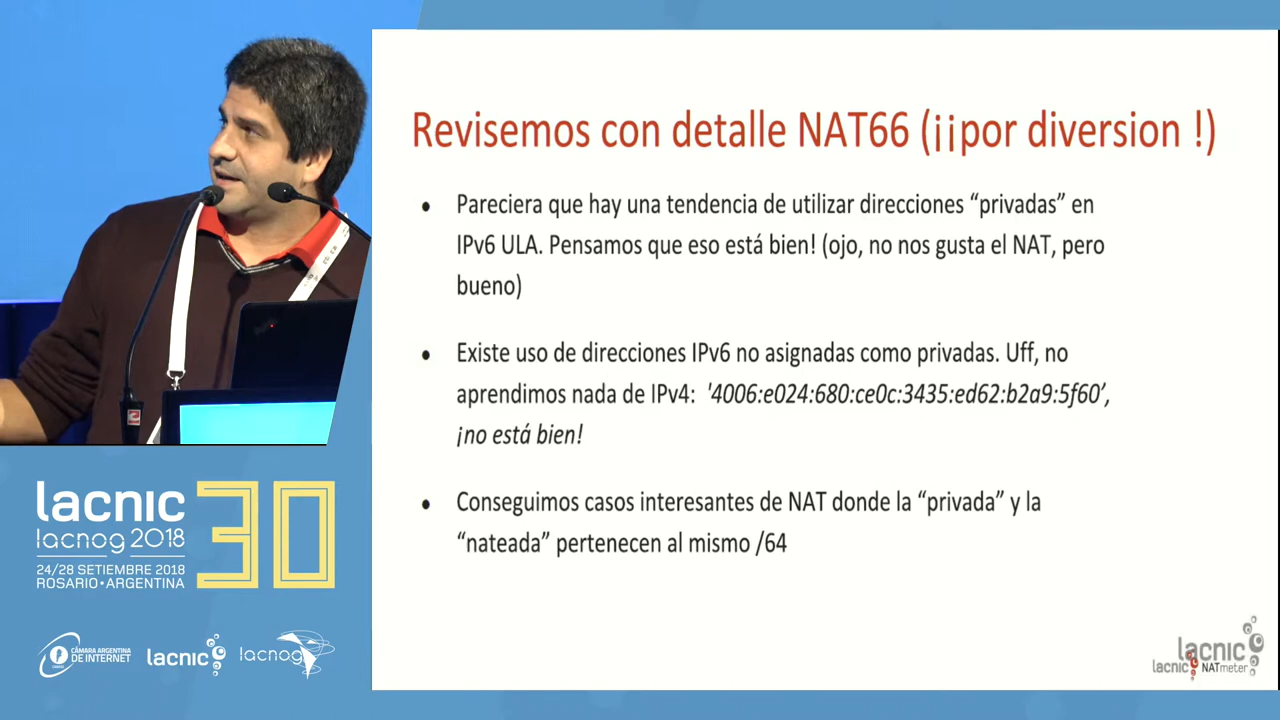 Revisemos con detalle NAT66 (¡¡por diversion !)
• Pareciera que hay una tendencia de utilizar direcciones “privadas” en
IPv6 ULA. Pensamos que eso está bien! (ojo, no nos gusta el NAT, pero
bueno)
• Existe uso de direcciones IPv6 no asignadas como privadas. Uff, no
aprendimos nada de IPv4: '4006:e024:680:ce0c:3435:ed62:b2a9:5f60’,
¡no está bien!
• Conseguimos casos interesantes de NAT donde la “privada” y la
“nateada” pertenecen al mismo /64
lacnic 30
lacnog 2018
24/28 SETIEMBRE 2018
ROSARIO•ARGENTINA
CÁMARA ARGENTINA
DE INTERNET
lacnic
lacnog
lacnic
lacnic NATmeter